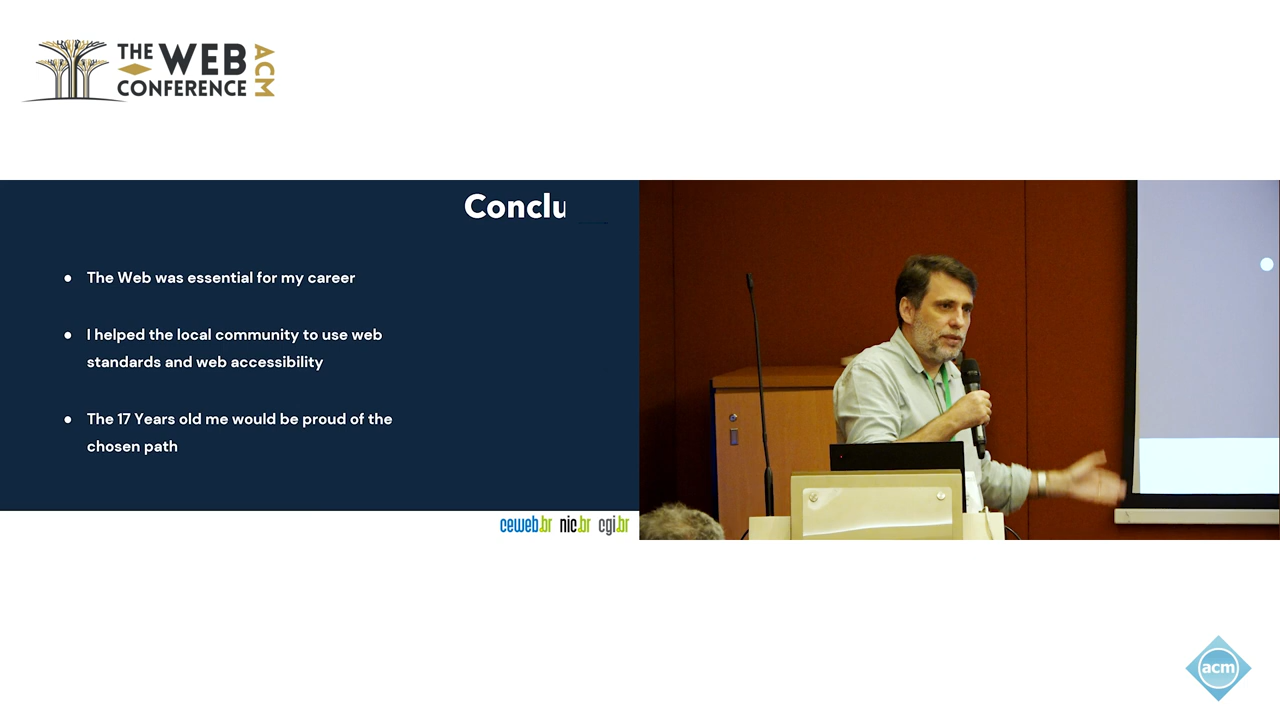 THE WEB
CONFERENCE
ACM
Conclu
● The Web was essential for my career
● I helped the local community to use web
standards and web accessibility
● The 17 Years old me would be proud of the
chosen path
ceweb.br nic.br cgi.br
acm